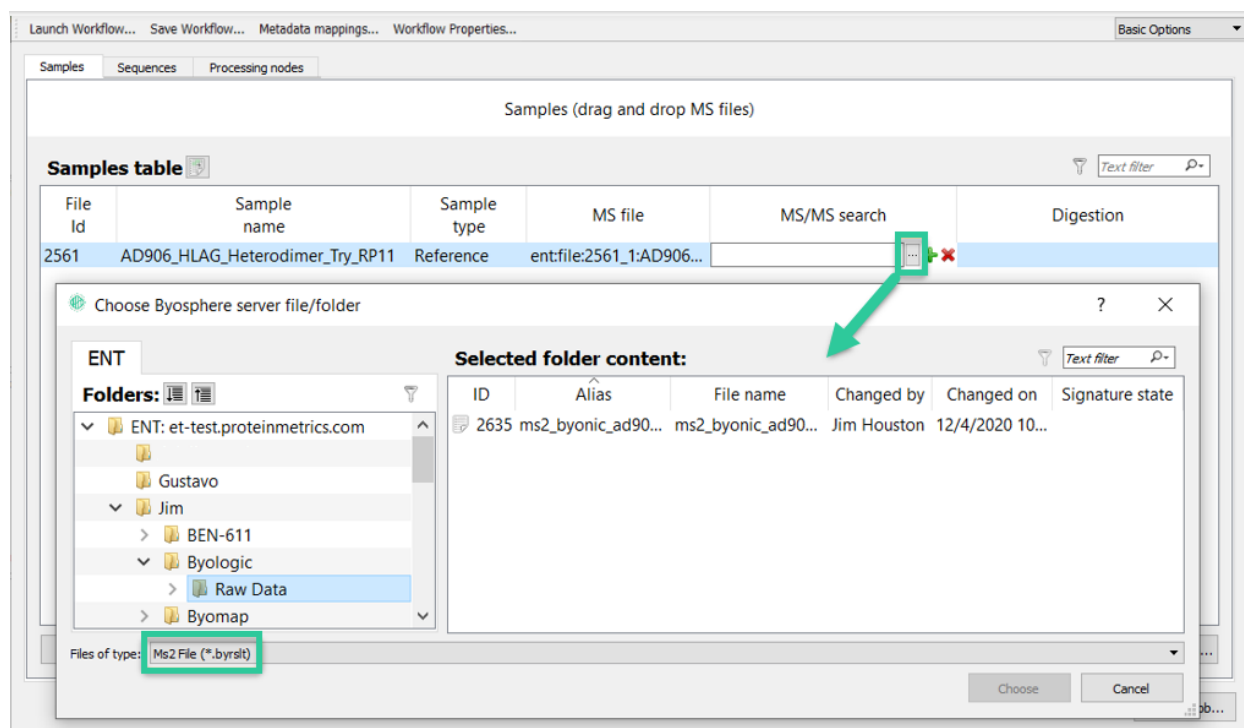 Launch Workflow... Save Workflow... Metadata mappings... Workflow Properties... Basic Options
Samples Sequences Processing nodes
Samples (drag and drop MS files)
Samples table Text filter
File Id Sample name Sample type MS file MS/MS search Digestion
2561 AD906_HLAG_Heterodimer_Try_RP11 Reference ent:file:2561_1:AD906... ...
Choose Byosphere server file/folder ?
ENT Selected folder content: Text filter
Folders: ID Alias File name Changed by Changed on Signature state
ENT: et-test.proteinmetrics.com 2635 ms2_byonic_ad90... ms2_byonic_ad90... Jim Houston 12/4/2020 10...
Gustavo
Jim
BEN-611
Byologic
Raw Data
Byomap
Files of type: Ms2 File (*.byrslt) ...
Choose Cancel